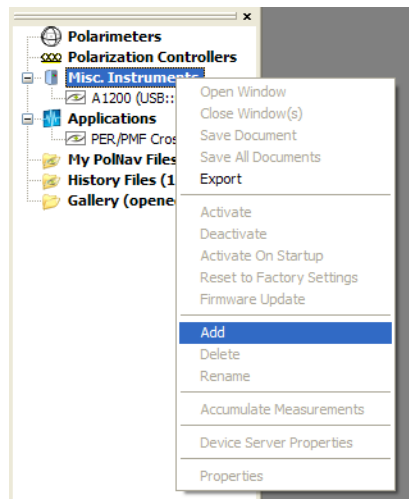 x
Polarimeters
Polarization Controllers
Misc. Instruments
A1200 (USB::
Applications
PER/PMF Cros
My PolNav Files
History Files (1
Gallery (opene
Open Window
Close Window(s)
Save Document
Save All Documents
Export
Activate
Deactivate
Activate On Startup
Reset to Factory Settings
Firmware Update
Add
Delete
Rename
Accumulate Measurements
Device Server Properties
Properties